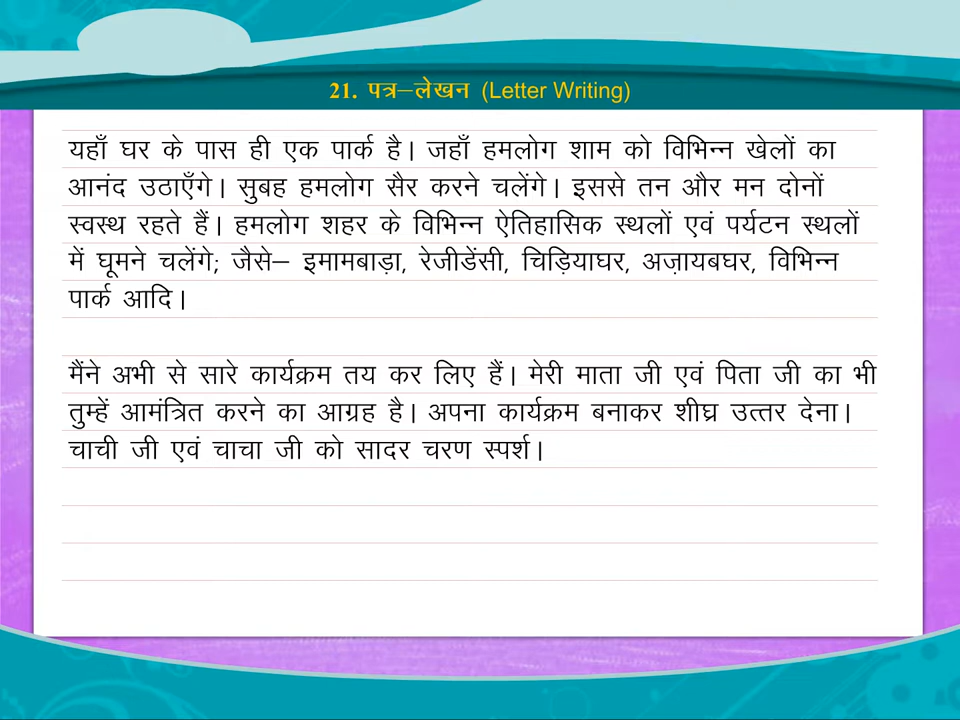 21. पत्र–लेखन (Letter Writing)
यहाँ घर के पास ही एक पार्क है। जहाँ हमलोग शाम को विभिन्न खेलों का
आनंद उठाएँगे। सुबह हमलोग सैर करने चलेंगे। इससे तन और मन दोनों
स्वस्थ रहते हैं। हमलोग शहर के विभिन्न ऐतिहासिक स्थलों एवं पर्यटन स्थलों
में घूमने चलेंगे; जैसे– इमामबाड़ा, रेजीडेंसी, चिड़ियाघर, अज़ायबघर, विभिन्न
पार्क आदि।
मैंने अभी से सारे कार्यक्रम तय कर लिए हैं। मेरी माता जी एवं पिता जी का भी
तुम्हें आमंत्रित करने का आग्रह है। अपना कार्यक्रम बनाकर शीघ्र उत्तर देना।
चाची जी एवं चाचा जी को सादर चरण स्पर्श।